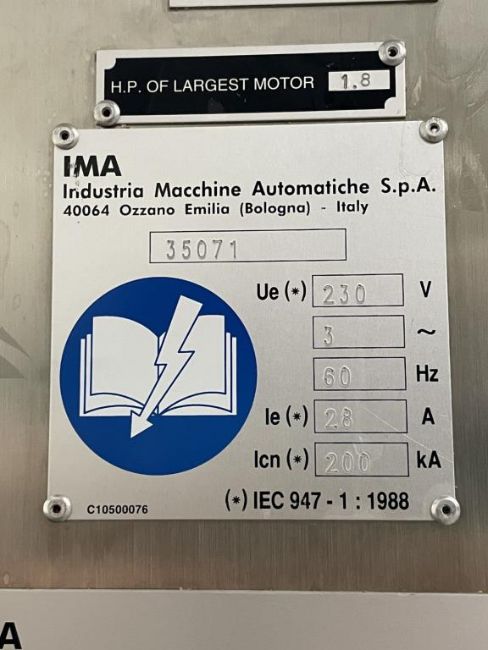 H.P. OF LARGEST MOTOR 1.8
IMA
Industria Macchine Automatiche S.p.A.
40064 Ozzano Emilia (Bologna) - Italy
35071
Ue (*) 230 V
3 ~
60 Hz
Ie (*) 28 A
Icn (*) 200 kA
C10500076
(*) IEC 947 - 1 : 1988
A